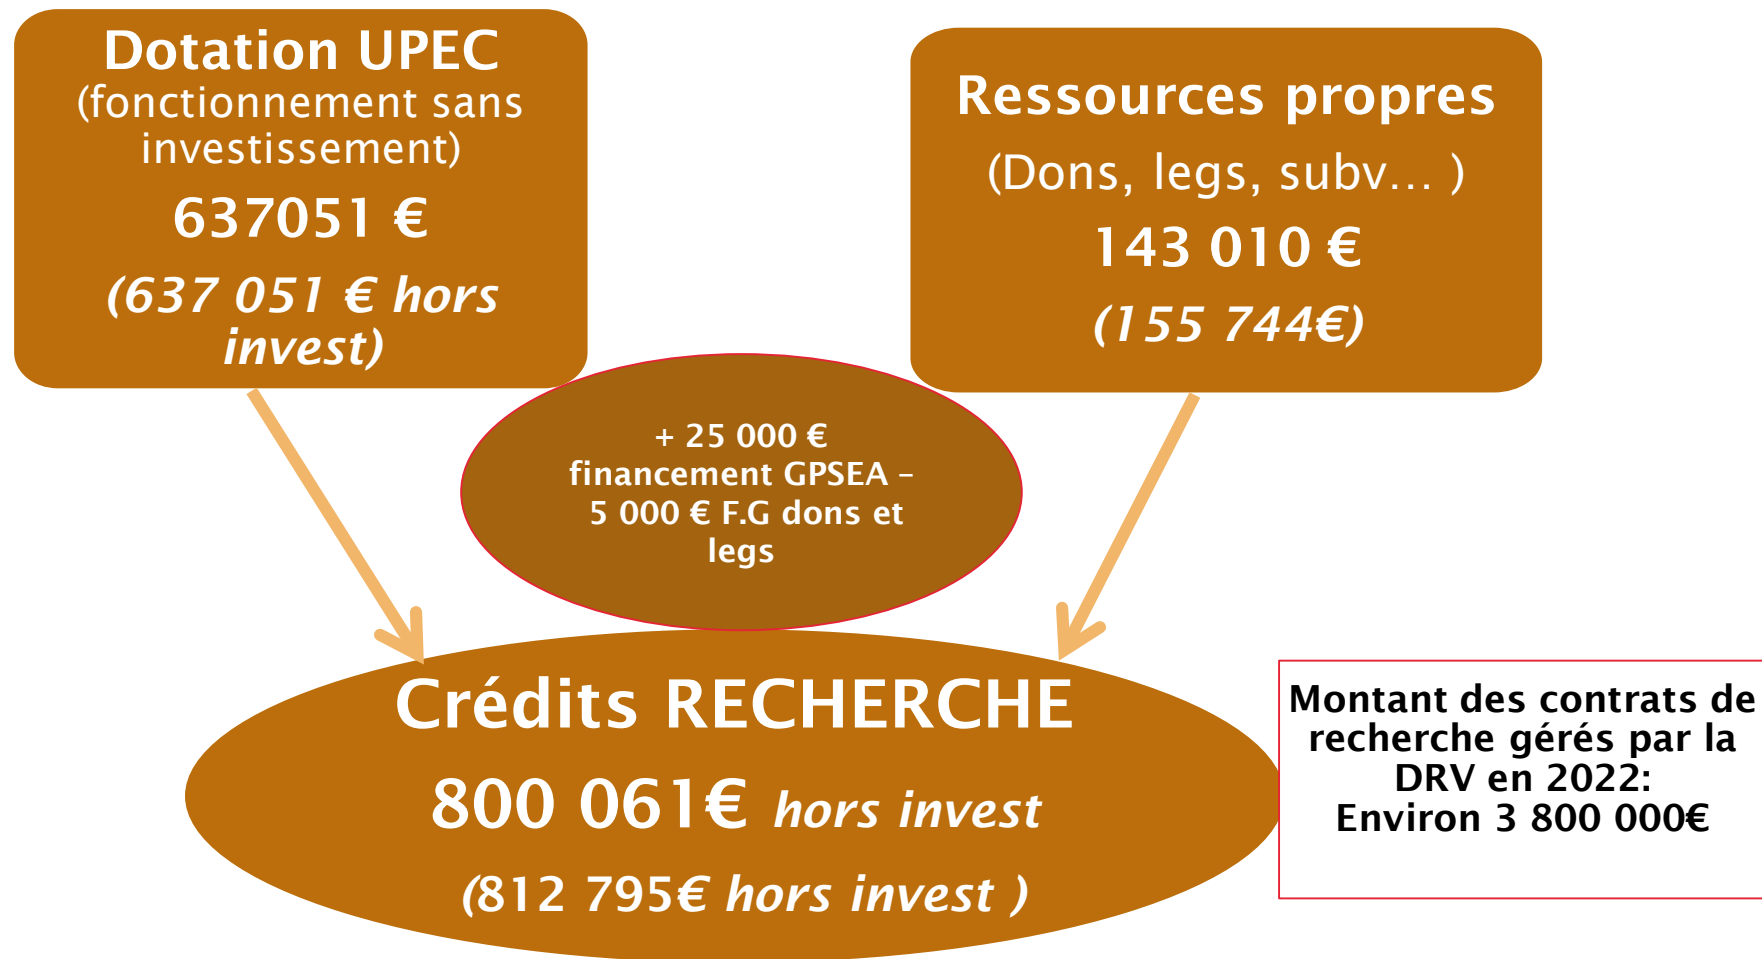 Dotation UPEC
(fonctionnement sans
investissement)
637051 €
(637 051 € hors
invest)
Ressources propres
(Dons, legs, subv… )
143 010 €
(155 744€)
+ 25 000 €
financement GPSEA –
5 000 € F.G dons et
legs
Crédits RECHERCHE
800 061€ hors invest
(812 795€ hors invest )
Montant des contrats de
recherche gérés par la
DRV en 2022:
Environ 3 800 000€